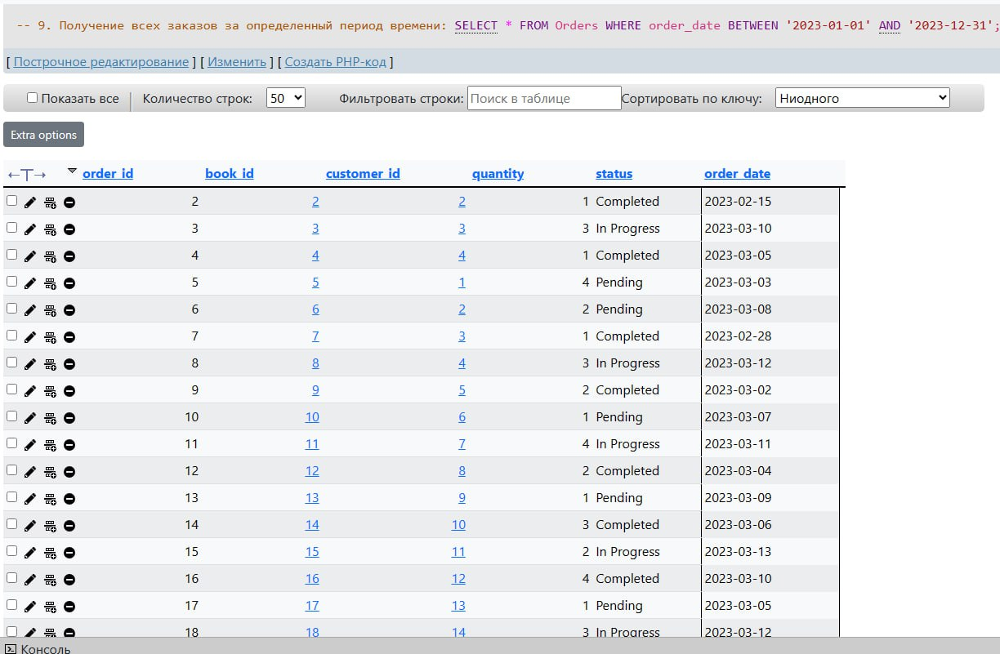 -- 9. Получение всех заказов за определенный период времени: SELECT * FROM Orders WHERE order_date BETWEEN '2023-01-01' AND '2023-12-31';
[ Построчное редактирование ] [ Изменить ] [ Создать PHP-код ]
Показать все Количество строк: 50 Фильтровать строки: Поиск в таблице Сортировать по ключу: Ниодного
Extra options
←T→ order_id book_id customer_id quantity status order_date
2 2 2 1 Completed 2023-02-15
3 3 3 3 In Progress 2023-03-10
4 4 4 1 Completed 2023-03-05
5 5 1 4 Pending 2023-03-03
6 6 2 2 Pending 2023-03-08
7 7 3 1 Completed 2023-02-28
8 8 4 3 In Progress 2023-03-12
9 9 5 2 Completed 2023-03-02
10 10 6 1 Pending 2023-03-07
11 11 7 4 In Progress 2023-03-11
12 12 8 2 Completed 2023-03-04
13 13 9 1 Pending 2023-03-09
14 14 10 3 Completed 2023-03-06
15 15 11 2 In Progress 2023-03-13
16 16 12 4 Completed 2023-03-10
17 17 13 1 Pending 2023-03-05
18 18 14 3 In Progress 2023-03-12
Консоль